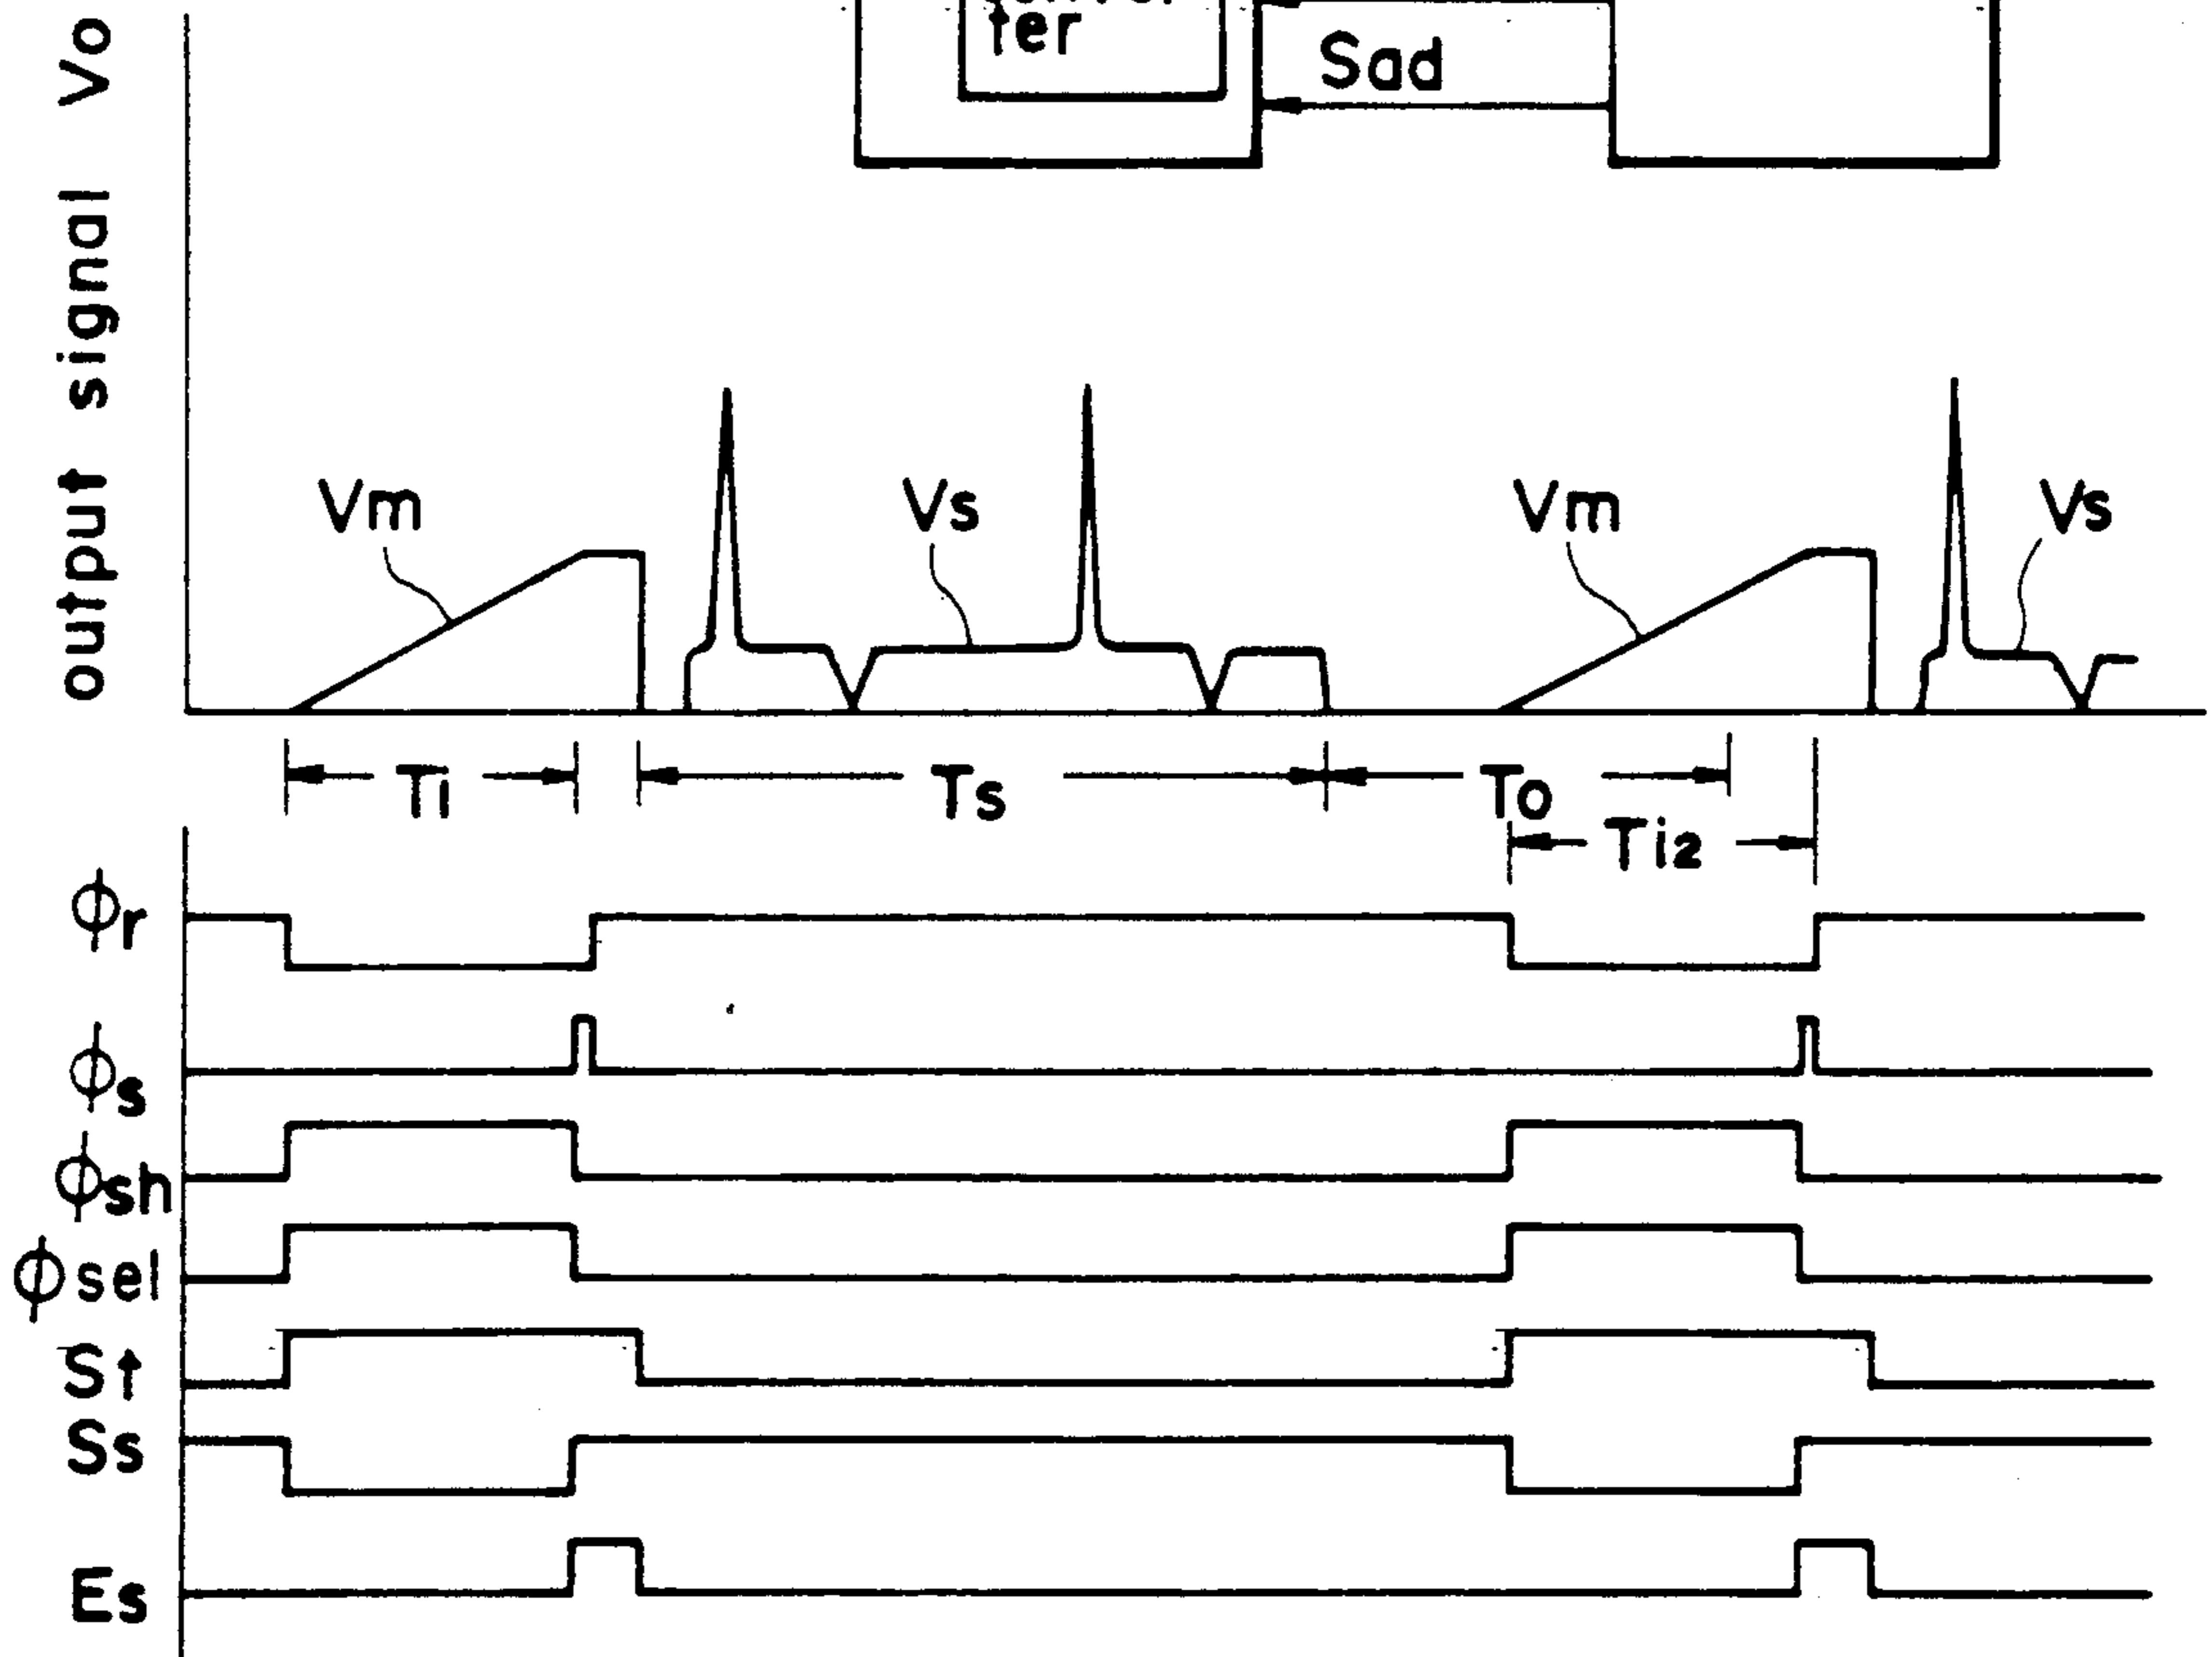 ter
Sad
output signal Vo
Vm
Vs
Vm
Vs
Ti
Ts
To
Ti2
ϕr
ϕs
ϕsh
ϕsel
St
Ss
Es